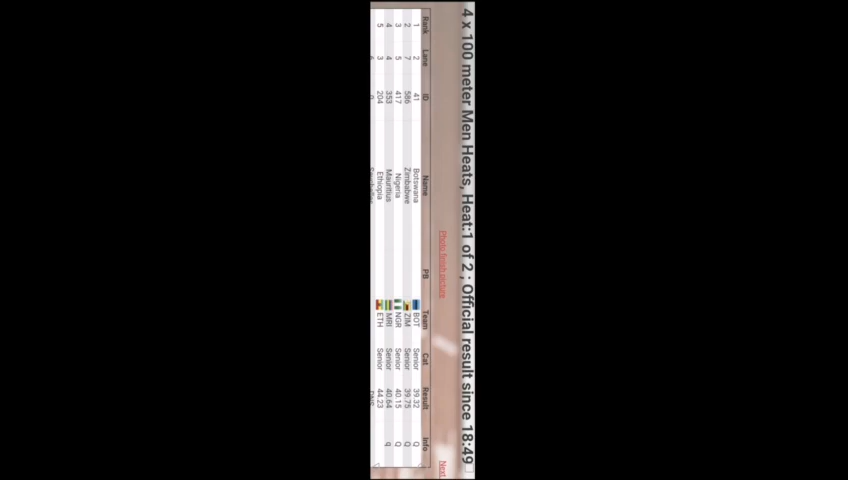 4 x 100 meter Men Heats, Heat:1 of 2 ; Official result since 18:49
Photo finish picture
Next
Rank Lane ID Name PB Team Cat Result Info
1 2 41 Botswana BOT Senior 39.32 Q
2 7 586 Zimbabwe ZIM Senior 39.75 Q
3 5 417 Nigeria NGR Senior 40.15 Q
4 4 353 Mauritius MRI Senior 40.64 q
5 3 204 Ethiopia ETH Senior 44.23